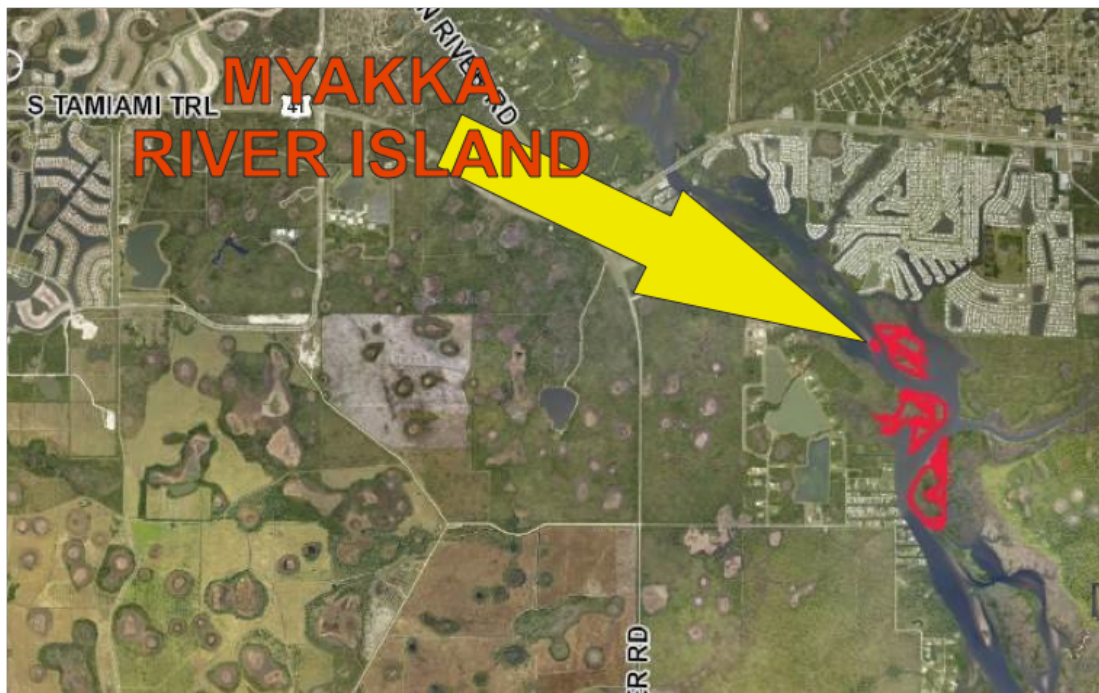 N RIVER RD
MYAKKA
S TAMIAMI TRL
41
RIVER ISLAND
ER RD